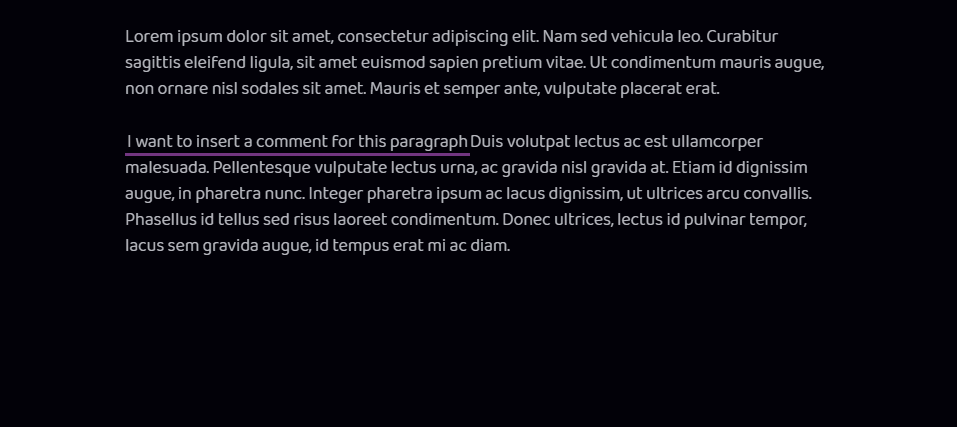 Lorem ipsum dolor sit amet, consectetur adipiscing elit. Nam sed vehicula leo. Curabitur
sagittis eleifend ligula, sit amet euismod sapien pretium vitae. Ut condimentum mauris augue,
non ornare nisl sodales sit amet. Mauris et semper ante, vulputate placerat erat.
I want to insert a comment for this paragraph Duis volutpat lectus ac est ullamcorper
malesuada. Pellentesque vulputate lectus urna, ac gravida nisl gravida at. Etiam id dignissim
augue, in pharetra nunc. Integer pharetra ipsum ac lacus dignissim, ut ultrices arcu convallis.
Phasellus id tellus sed risus laoreet condimentum. Donec ultrices, lectus id pulvinar tempor,
lacus sem gravida augue, id tempus erat mi ac diam.